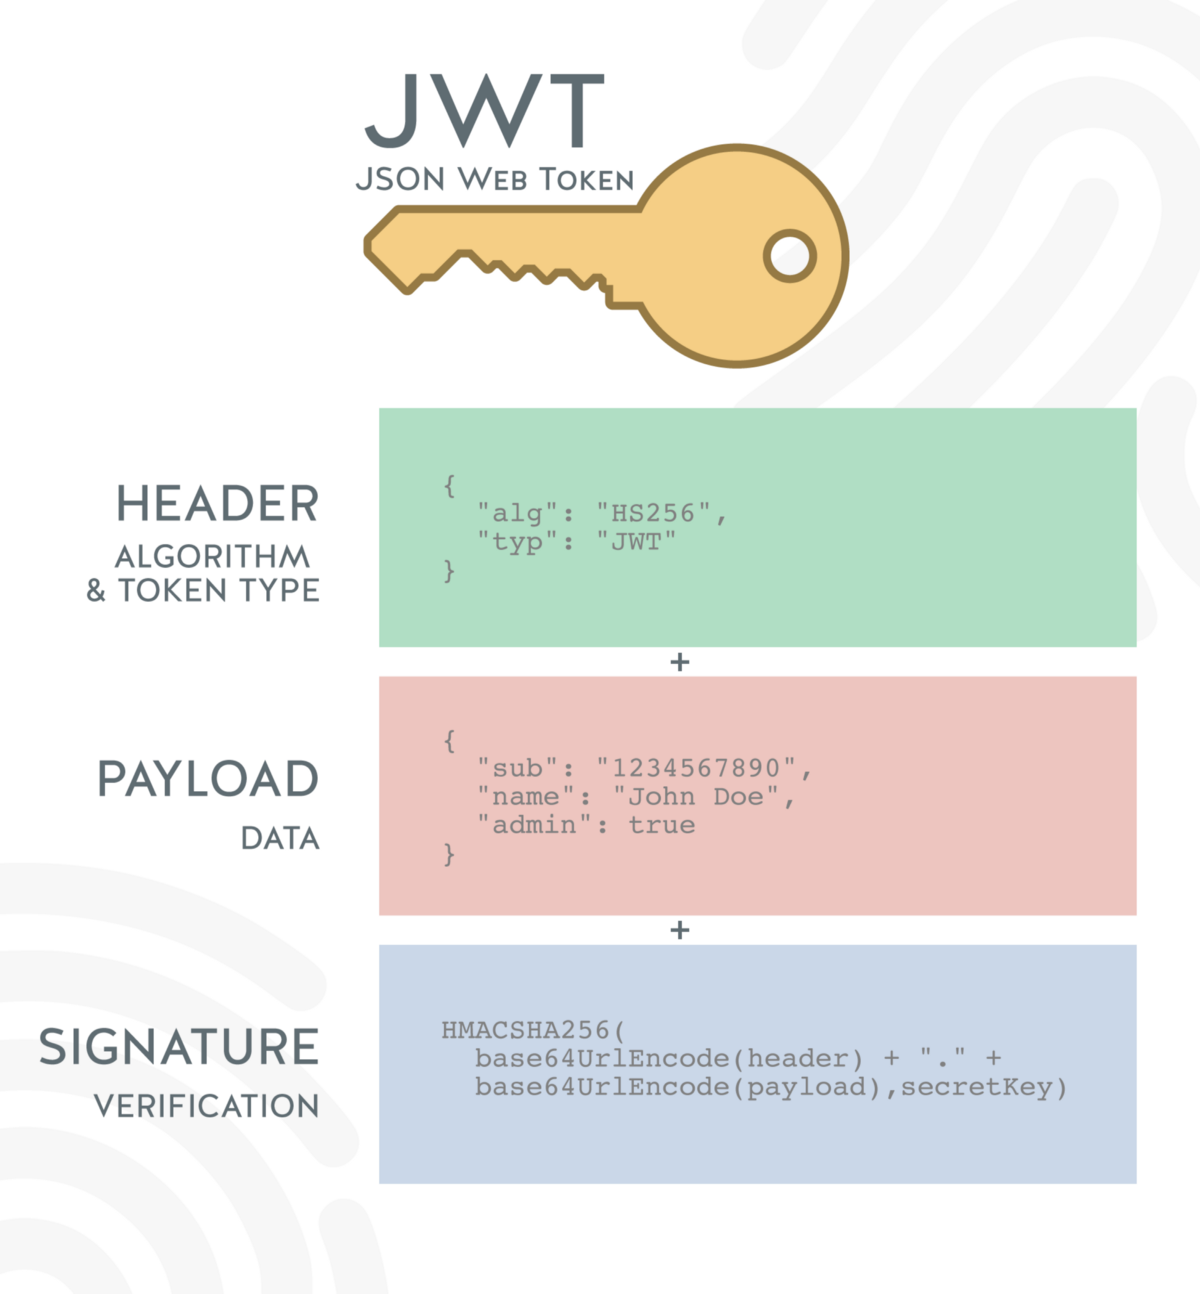 JWT
JSON Web Token
HEADER
ALGORITHM
& TOKEN TYPE
{
"alg": "HS256",
"typ": "JWT"
}
+
PAYLOAD
DATA
{
"sub": "1234567890",
"name": "John Doe",
"admin": true
}
+
SIGNATURE
VERIFICATION
HMACSHA256(
base64UrlEncode(header) + "." +
base64UrlEncode(payload),secretKey)